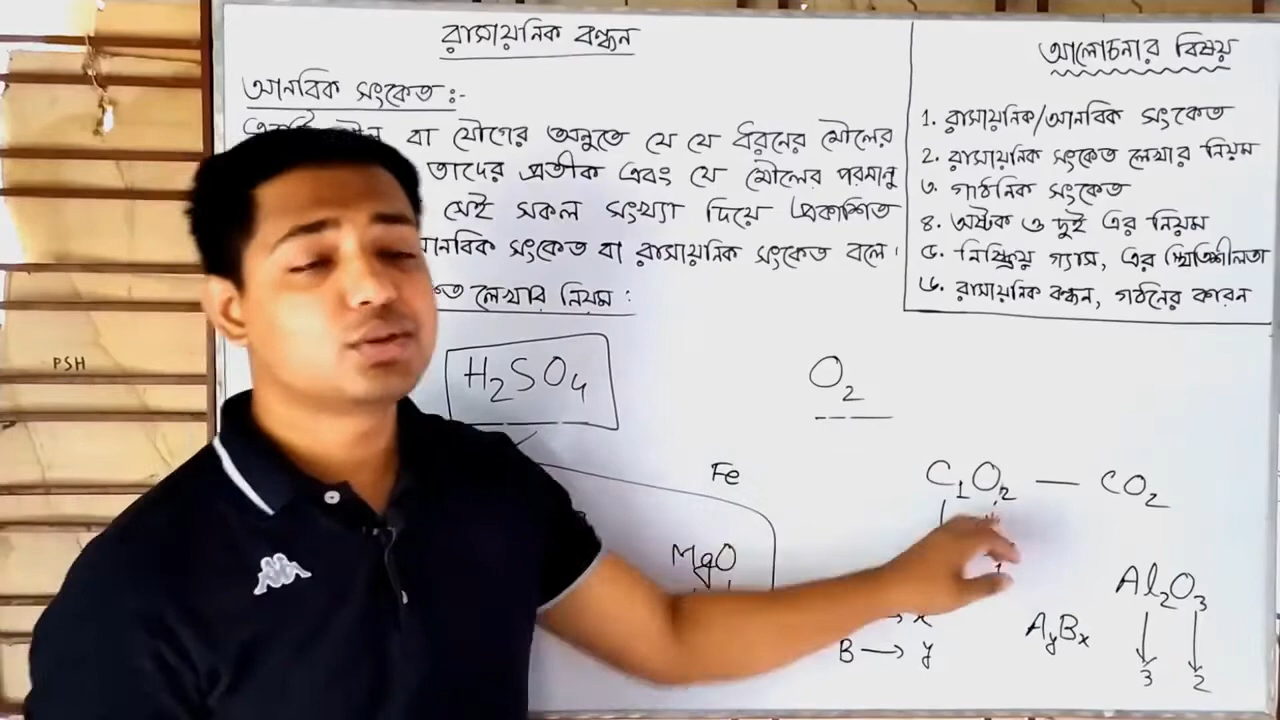 রাসায়নিক বন্ধন
আনবিক সংকেত :-
বা যৌগের অনুতে যে যে ধরনের মৌলের
তাদের প্রতীক এবং যে মৌলের পরমানু
সেই সকল সংখ্যা দিয়ে প্রকাশিত
আনবিক সংকেত বা রাসায়নিক সংকেত বলে।
লেখার নিয়ম :
আলোচনার বিষয়
1. রাসায়নিক/আনবিক সংকেত
2. রাসায়নিক সংকেত লেখার নিয়ম
৩. গাঠনিক সংকেত
৪. অষ্টক ও দুই এর নিয়ম
৫. নিষ্ক্রিয় গ্যাস, এর স্থিতিশীলতা
৬. রাসায়নিক বন্ধন, গঠনের কারন
PSH
H₂SO₄
O₂
Fe
C₁O₂ — CO₂
MgO
Al₂O₃
AyBx
x
B → y
3 2